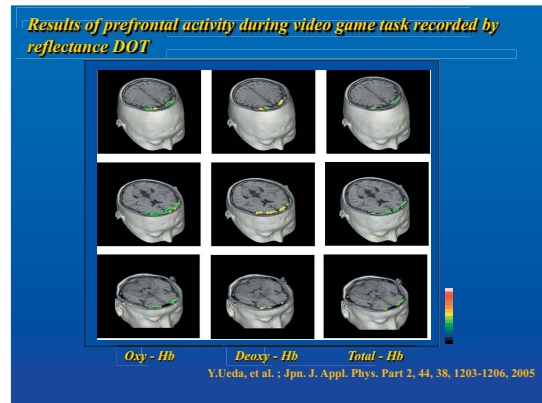 Results of prefrontal activity during video game task recorded by
reflectance DOT
Oxy - Hb
Deoxy - Hb
Total - Hb
Y.Ueda, et al. ; Jpn. J. Appl. Phys. Part 2, 44, 38, 1203-1206, 2005